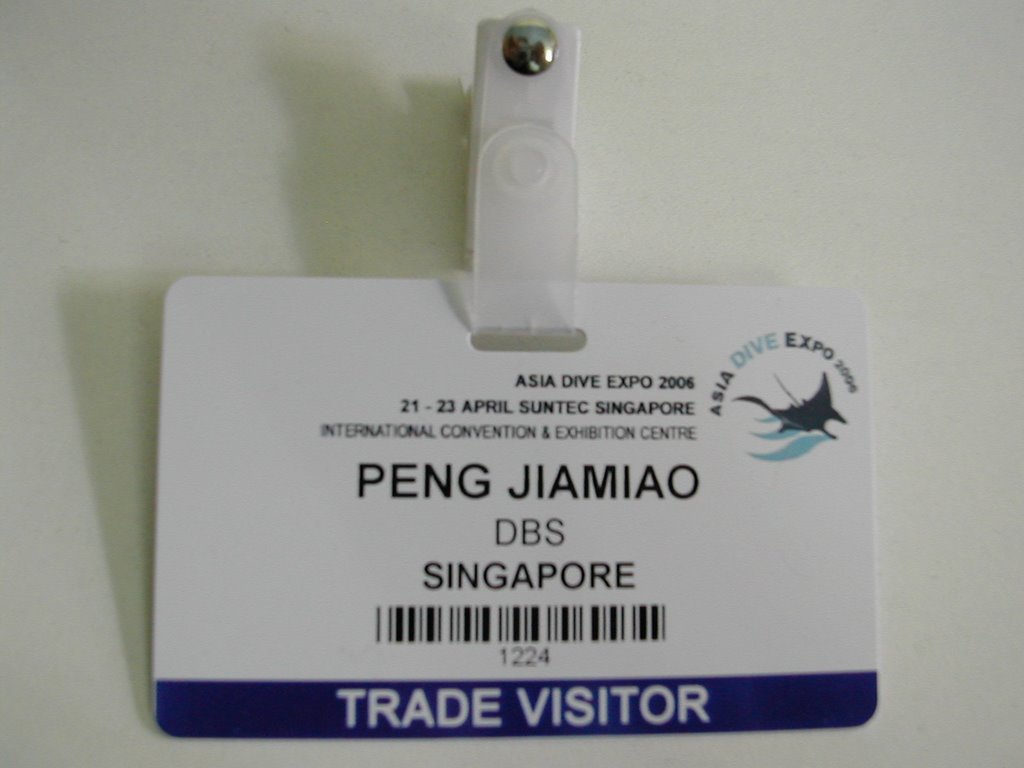 ASIA DIVE EXPO 2006
ASIA DIVE EXPO 2006
21 - 23 APRIL SUNTEC SINGAPORE
INTERNATIONAL CONVENTION & EXHIBITION CENTRE
PENG JIAMIAO
DBS
SINGAPORE
1224
TRADE VISITOR